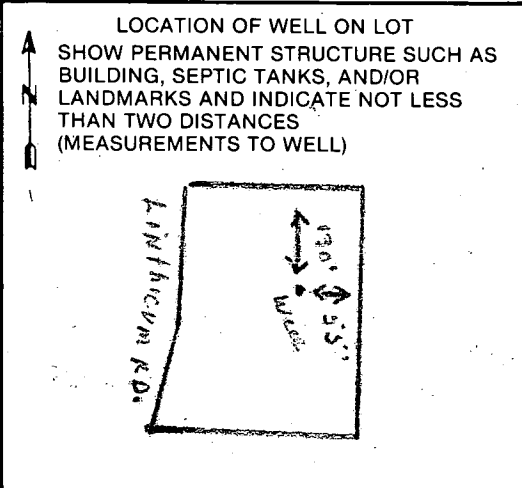 LOCATION OF WELL ON LOT
SHOW PERMANENT STRUCTURE SUCH AS
BUILDING, SEPTIC TANKS, AND/OR
LANDMARKS AND INDICATE NOT LESS
THAN TWO DISTANCES
(MEASUREMENTS TO WELL)
N
Linthicum RD.
130'
Well
55'